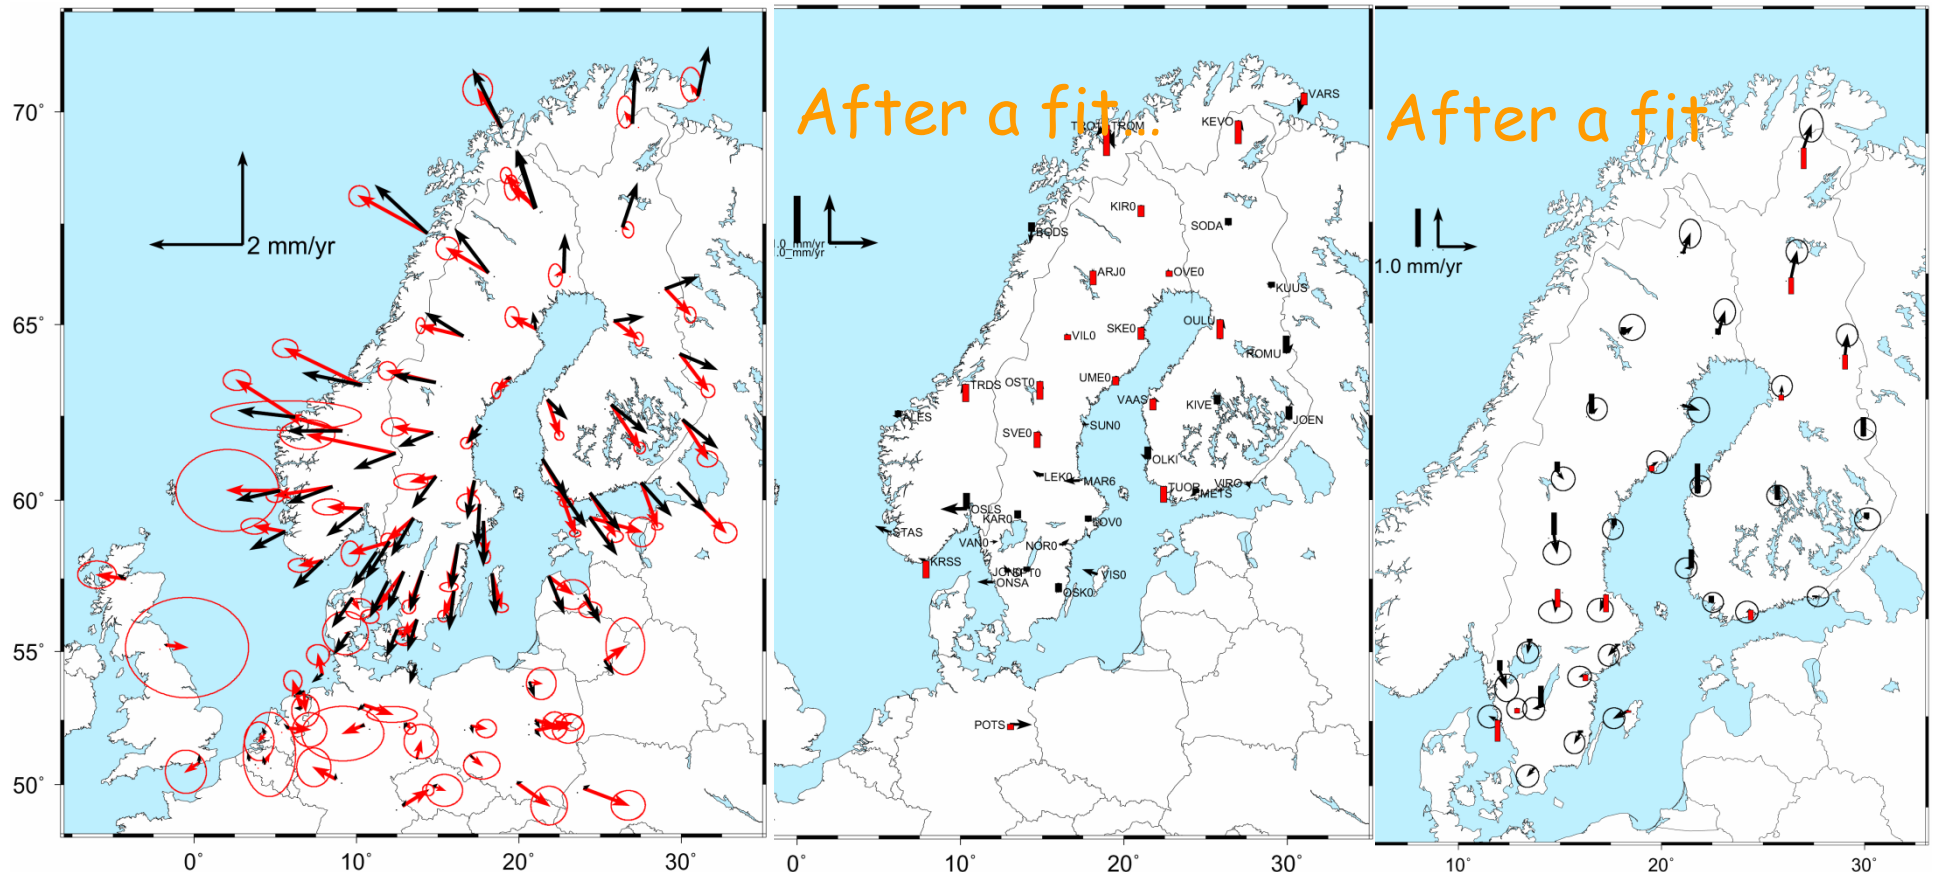 70°
65°
60°
55°
50°
0°
10°
20°
30°
2 mm/yr
After a fit...
VARS
KEVO
TROM
KIR0
SODA
BODS
ARJ0
OVE0
KUUS
VIL0
SKE0
OULU
ROMU
TRDS
OST0
UME0
VAAS
KIVE
JOEN
ALES
SVE0
SUN0
OLKI
LEK0
MAR6
TUOR
METS
VIRO
OSLS
KAR0
LOV0
STAS
VAN0
NOR0
KRSS
SPT0
VIS0
ONSA
OSK0
POTS
0°
10°
20°
30°
After a fit
1.0 mm/yr
10°
20°
30°